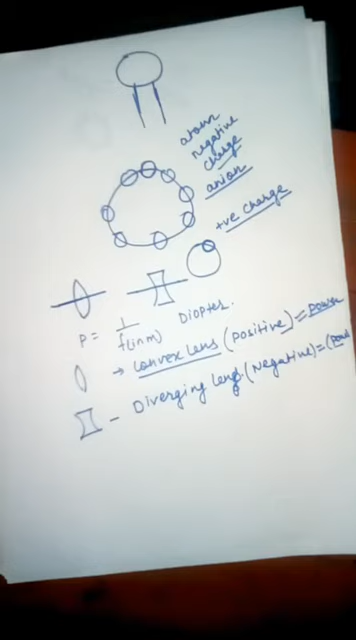 atom
negative
charge
anion
+ve charge
P = 1/f(in m) Diopter.
→ Convex lens (positive) = power
- Diverging lens. (Negative) = (